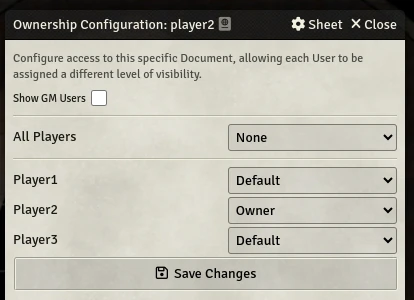 Ownership Configuration: player2 Sheet Close
Configure access to this specific Document, allowing each User to be
assigned a different level of visibility.
Show GM Users
All Players None
Player1 Default
Player2 Owner
Player3 Default
Save Changes